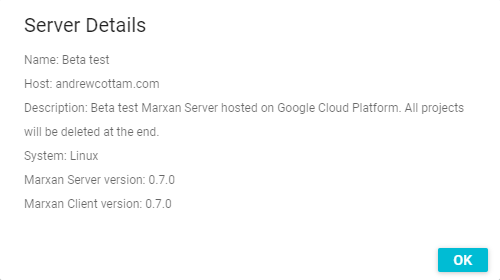 Server Details
Name: Beta test
Host: andrewcottam.com
Description: Beta test Marxan Server hosted on Google Cloud Platform. All projects
will be deleted at the end.
System: Linux
Marxan Server version: 0.7.0
Marxan Client version: 0.7.0
OK